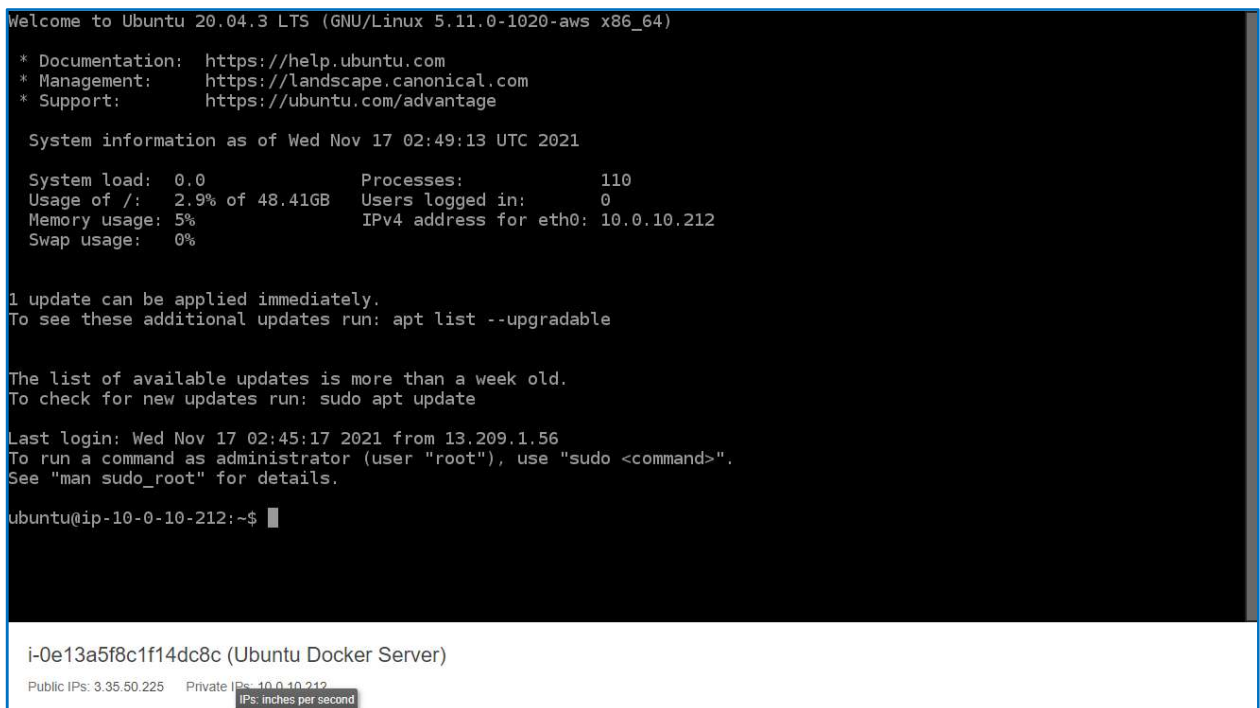 Welcome to Ubuntu 20.04.3 LTS (GNU/Linux 5.11.0-1020-aws x86_64)
* Documentation: https://help.ubuntu.com
* Management: https://landscape.canonical.com
* Support: https://ubuntu.com/advantage
System information as of Wed Nov 17 02:49:13 UTC 2021
System load: 0.0 Processes: 110
Usage of /: 2.9% of 48.41GB Users logged in: 0
Memory usage: 5% IPv4 address for eth0: 10.0.10.212
Swap usage: 0%
1 update can be applied immediately.
To see these additional updates run: apt list --upgradable
The list of available updates is more than a week old.
To check for new updates run: sudo apt update
Last login: Wed Nov 17 02:45:17 2021 from 13.209.1.56
To run a command as administrator (user "root"), use "sudo <command>".
See "man sudo_root" for details.
ubuntu@ip-10-0-10-212:~$
i-0e13a5f8c1f14dc8c (Ubuntu Docker Server)
Public IPs: 3.35.50.225 Private IPs: 10.0.10.212
IPs: inches per second